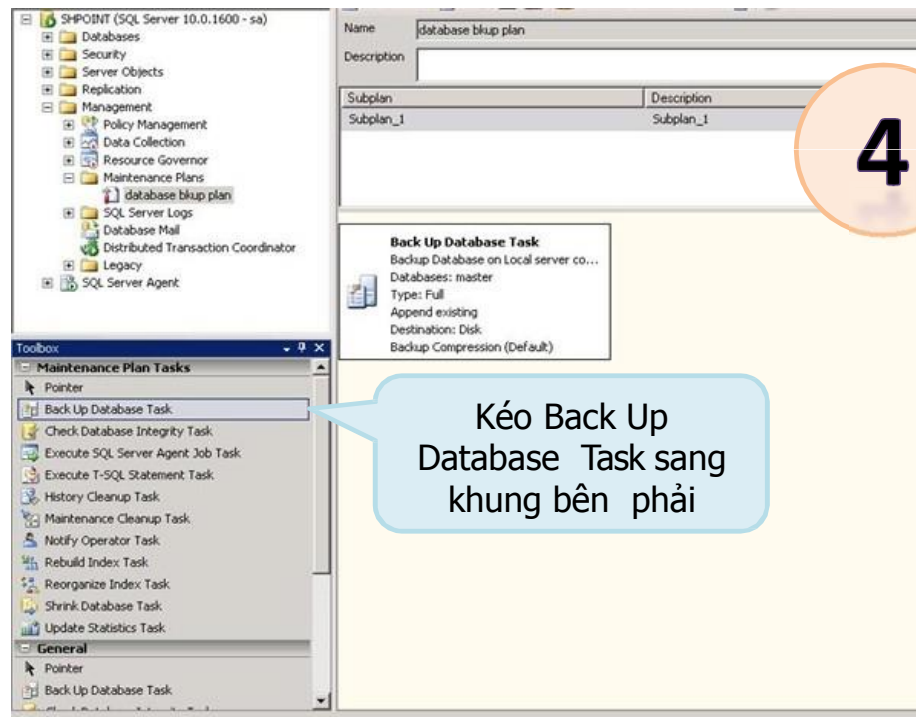 SHPOINT (SQL Server 10.0.1600 - sa)
Databases
Security
Server Objects
Replication
Management
Policy Management
Data Collection
Resource Governor
Maintenance Plans
database bkup plan
SQL Server Logs
Database Mail
Distributed Transaction Coordinator
Legacy
SQL Server Agent
Name database bkup plan
Description
Subplan Description
Subplan_1 Subplan_1
4
Back Up Database Task
Backup Database on Local server co...
Databases: master
Type: Full
Append existing
Destination: Disk
Backup Compression (Default)
Toolbox
Maintenance Plan Tasks
Pointer
Back Up Database Task
Check Database Integrity Task
Execute SQL Server Agent Job Task
Execute T-SQL Statement Task
History Cleanup Task
Maintenance Cleanup Task
Notify Operator Task
Rebuild Index Task
Reorganize Index Task
Shrink Database Task
Update Statistics Task
General
Pointer
Back Up Database Task
Kéo Back Up
Database Task sang
khung bên phải